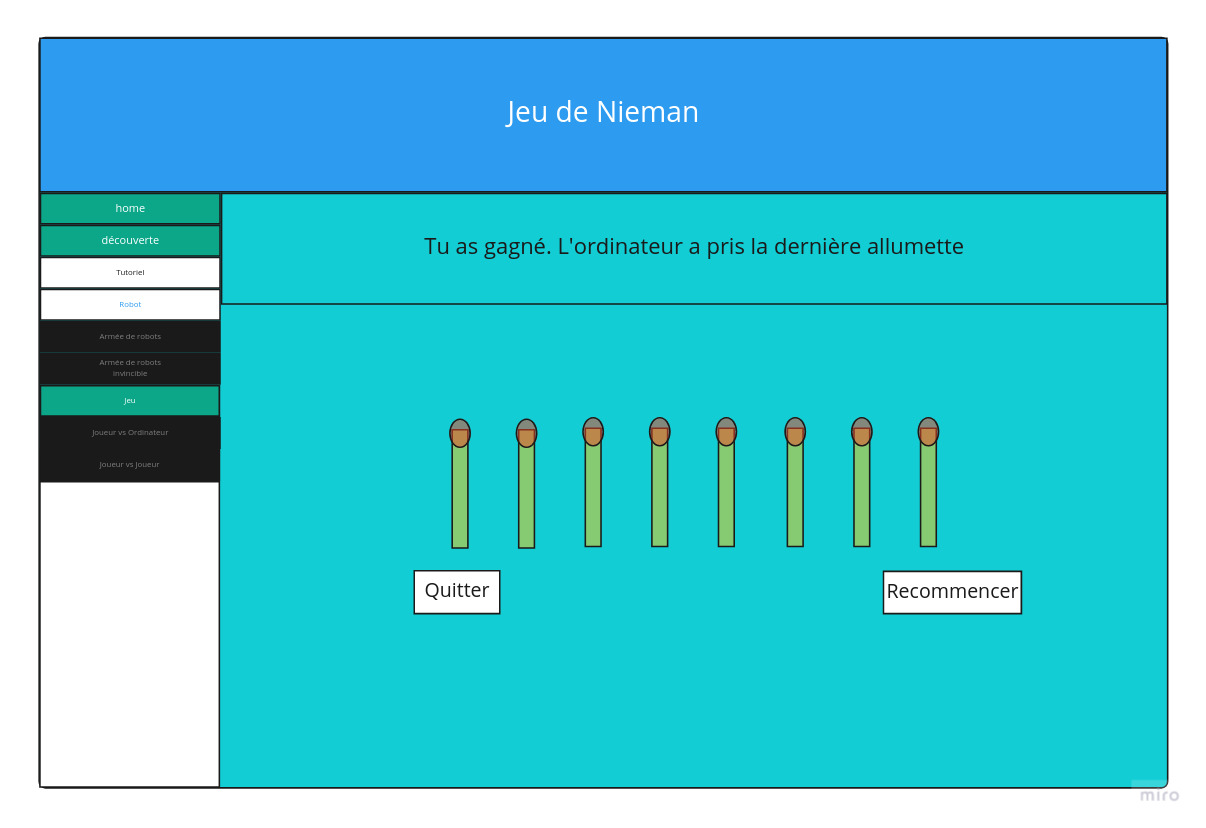 Jeu de Nieman
home
découverte
Tutoriel
Robot
Armée de robots
Armée de robots
invincible
Jeu
Joueur vs Ordinateur
Joueur vs Joueur
Tu as gagné. L'ordinateur a pris la dernière allumette
Quitter
Recommencer
miro